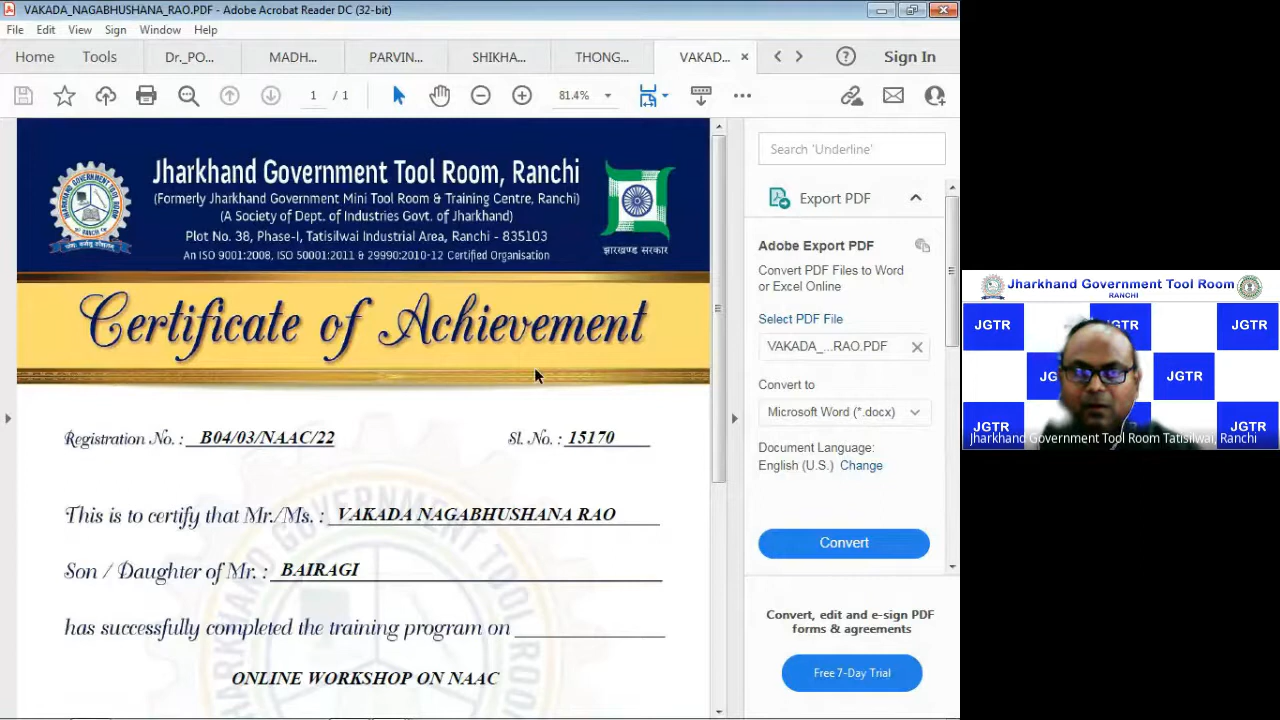 VAKADA_NAGABHUSHANA_RAO.PDF - Adobe Acrobat Reader DC (32-bit)
File Edit View Sign Window Help
Home Tools Dr._PO... MADH... PARVIN... SHIKHA... THONG... VAKAD... Sign In
1 / 1 81.4%
Jharkhand Government Tool Room, Ranchi
(Formerly Jharkhand Government Mini Tool Room & Training Centre, Ranchi)
(A Society of Dept. of Industries Govt. of Jharkhand)
Plot No. 38, Phase-I, Tatisilwai Industrial Area, Ranchi - 835103
An ISO 9001:2008, ISO 50001:2011 & 29990:2010-12 Certified Organisation
झारखण्ड सरकार
Certificate of Achievement
Registration No. : B04/03/NAAC/22
Sl. No. : 15170
This is to certify that Mr./Ms. : VAKADA NAGABHUSHANA RAO
Son / Daughter of Mr. : BAIRAGI
has successfully completed the training program on
ONLINE WORKSHOP ON NAAC
Search 'Underline'
Export PDF
Adobe Export PDF
Convert PDF Files to Word
or Excel Online
Select PDF File
VAKADA_...RAO.PDF
Convert to
Microsoft Word (*.docx)
Document Language:
English (U.S.) Change
Convert
Convert, edit and e-sign PDF
forms & agreements
Free 7-Day Trial
Jharkhand Government Tool Room
RANCHI
JGTR JGTR JGTR
JG JGTR
JGTR JGTR
Jharkhand Government Tool Room Tatisilwai, Ranchi